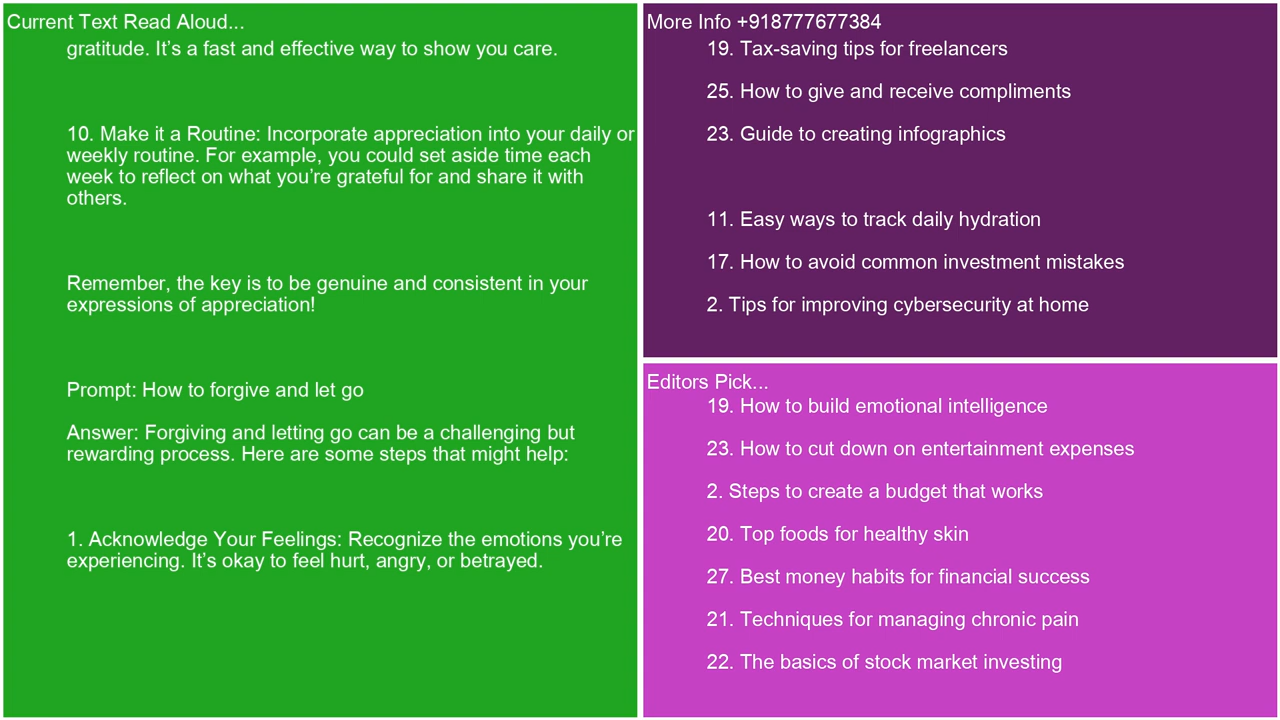 Current Text Read Aloud...
gratitude. It’s a fast and effective way to show you care.
10. Make it a Routine: Incorporate appreciation into your daily or
weekly routine. For example, you could set aside time each
week to reflect on what you’re grateful for and share it with
others.
Remember, the key is to be genuine and consistent in your
expressions of appreciation!
Prompt: How to forgive and let go
Answer: Forgiving and letting go can be a challenging but
rewarding process. Here are some steps that might help:
1. Acknowledge Your Feelings: Recognize the emotions you’re
experiencing. It’s okay to feel hurt, angry, or betrayed.
More Info +918777677384
19. Tax-saving tips for freelancers
25. How to give and receive compliments
23. Guide to creating infographics
11. Easy ways to track daily hydration
17. How to avoid common investment mistakes
2. Tips for improving cybersecurity at home
Editors Pick...
19. How to build emotional intelligence
23. How to cut down on entertainment expenses
2. Steps to create a budget that works
20. Top foods for healthy skin
27. Best money habits for financial success
21. Techniques for managing chronic pain
22. The basics of stock market investing